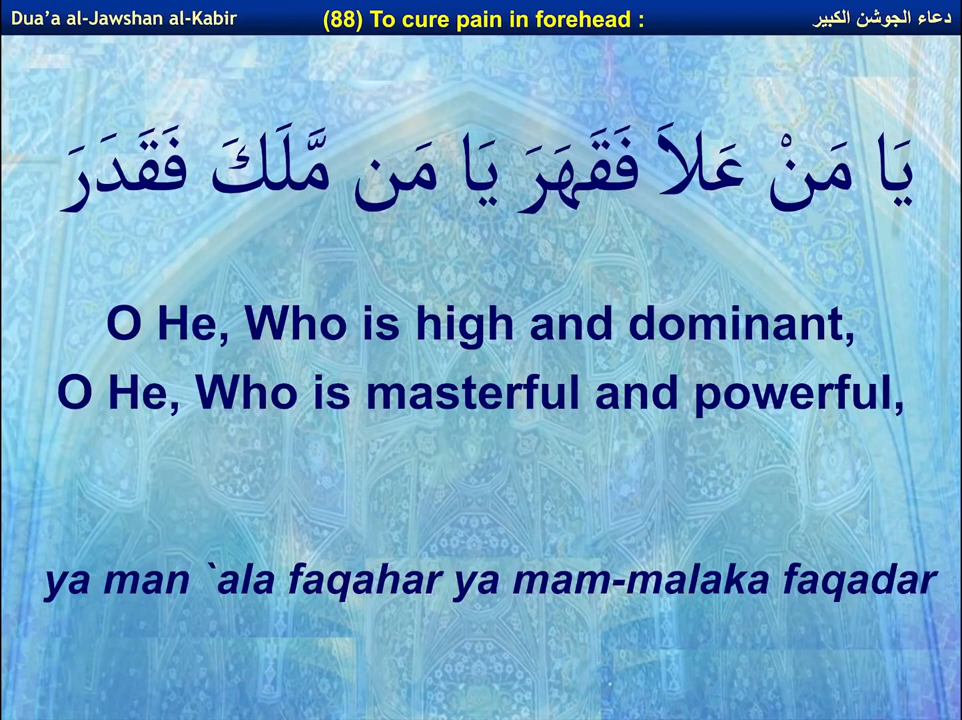 Dua’a al-Jawshan al-Kabir (88) To cure pain in forehead : دعاء الجوشن الكبير
يَا مَنْ عَلاَ فَقَهَرَ يَا مَن مَّلَكَ فَقَدَرَ
O He, Who is high and dominant,
O He, Who is masterful and powerful,
ya man `ala faqahar ya mam-malaka faqadar